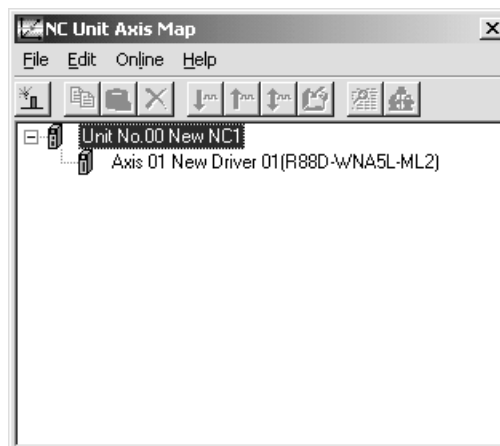 NC Unit Axis Map
File Edit Online Help
Unit No.00 New NC1
Axis 01 New Driver 01(R88D-WNA5L-ML2)